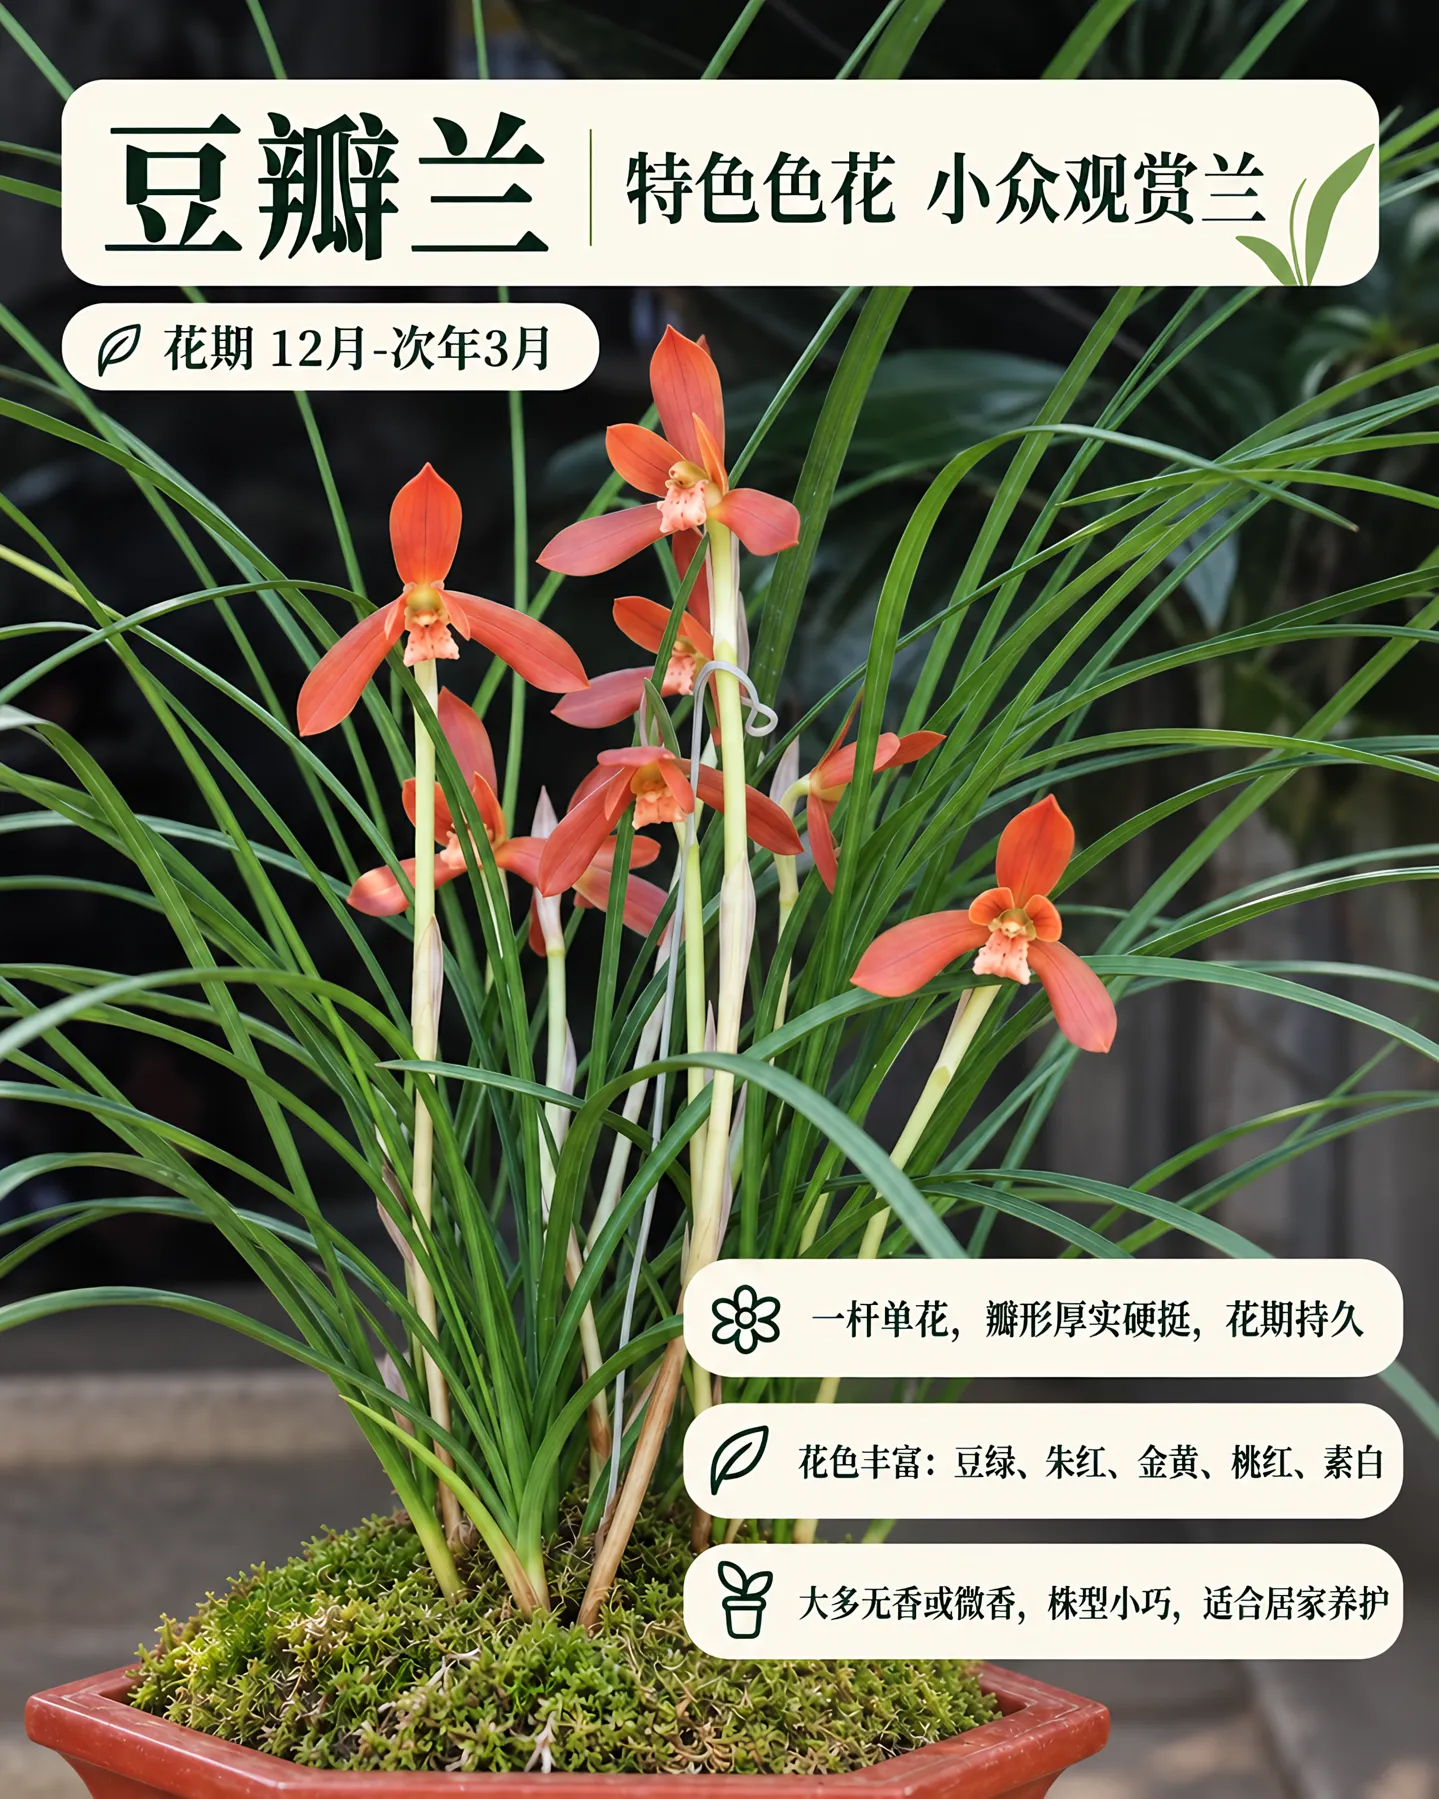 豆瓣兰
特色色花 小众观赏兰
花期 12月-次年3月
一杆单花，瓣形厚实硬挺，花期持久
花色丰富：豆绿、朱红、金黄、桃红、素白
大多无香或微香，株型小巧，适合居家养护